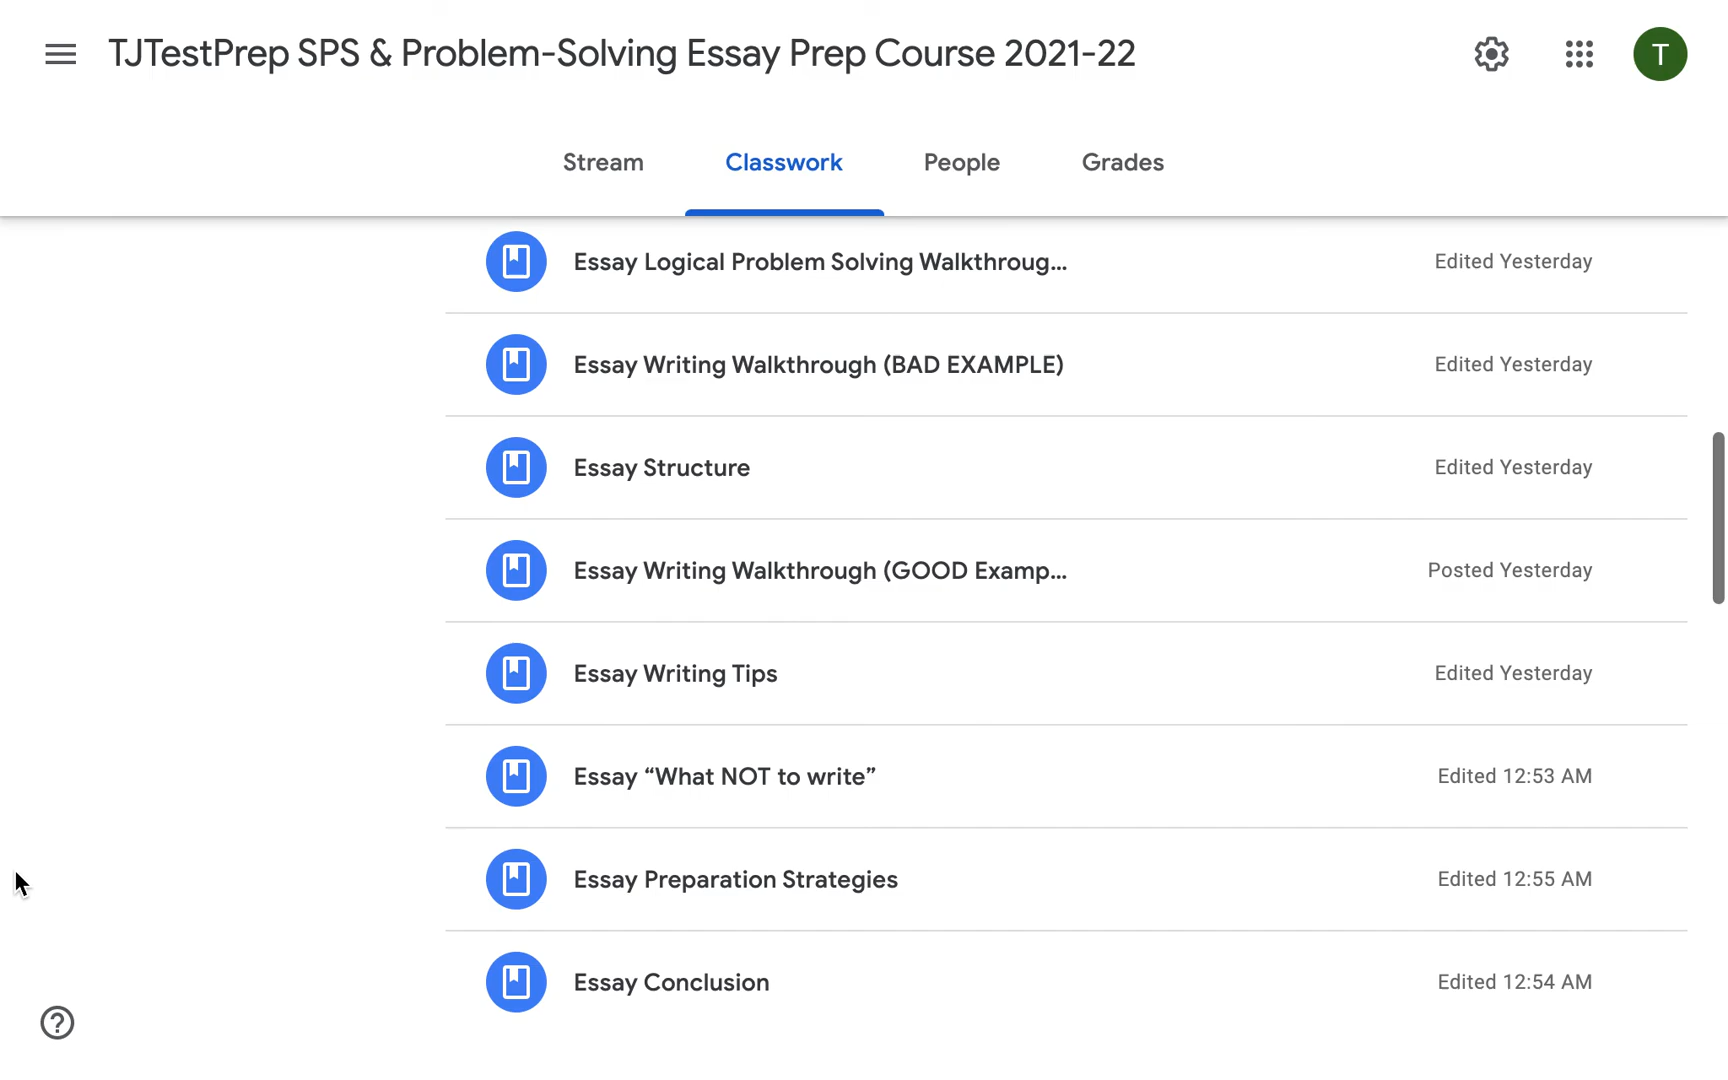 TJTestPrep SPS & Problem-Solving Essay Prep Course 2021-22
T
Stream Classwork People Grades
Essay Logical Problem Solving Walkthroug... Edited Yesterday
Essay Writing Walkthrough (BAD EXAMPLE) Edited Yesterday
Essay Structure Edited Yesterday
Essay Writing Walkthrough (GOOD Examp... Posted Yesterday
Essay Writing Tips Edited Yesterday
Essay “What NOT to write” Edited 12:53 AM
Essay Preparation Strategies Edited 12:55 AM
Essay Conclusion Edited 12:54 AM
?